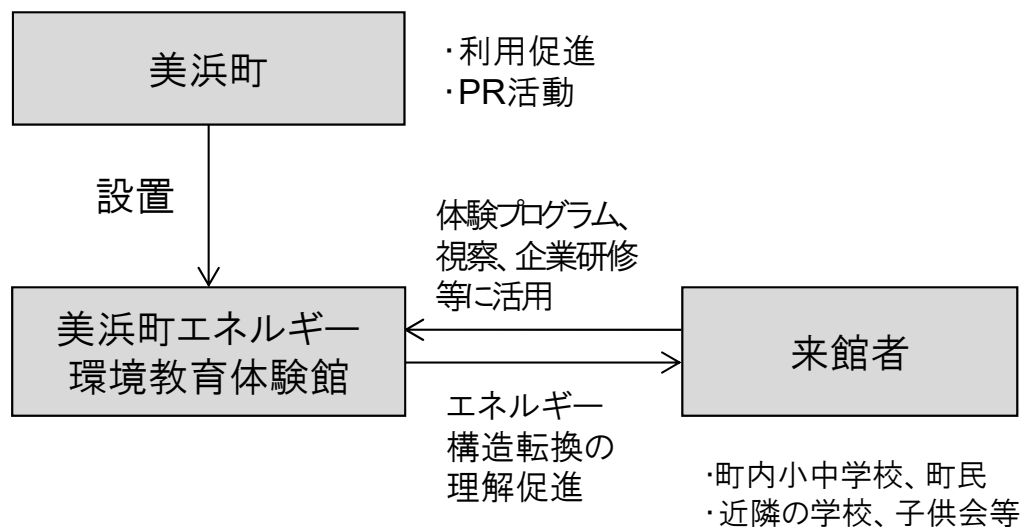 美浜町
・利用促進
・PR活動
設置
体験プログラム、
視察、企業研修
等に活用
美浜町エネルギー
環境教育体験館
来館者
エネルギー
構造転換の
理解促進
・町内小中学校、町民
・近隣の学校、子供会等